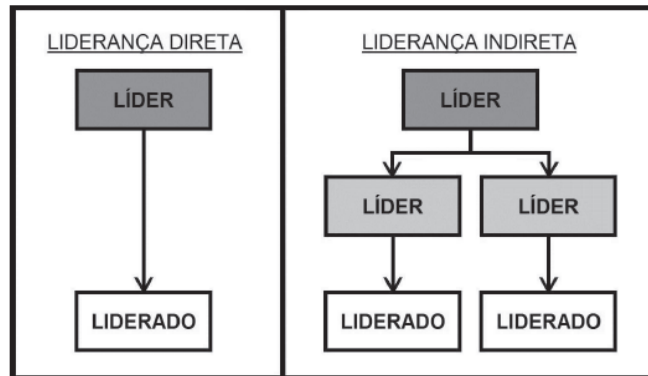 LIDERANÇA DIRETA
LÍDER
LIDERADO
LIDERANÇA INDIRETA
LÍDER
LÍDER
LÍDER
LIDERADO
LIDERADO